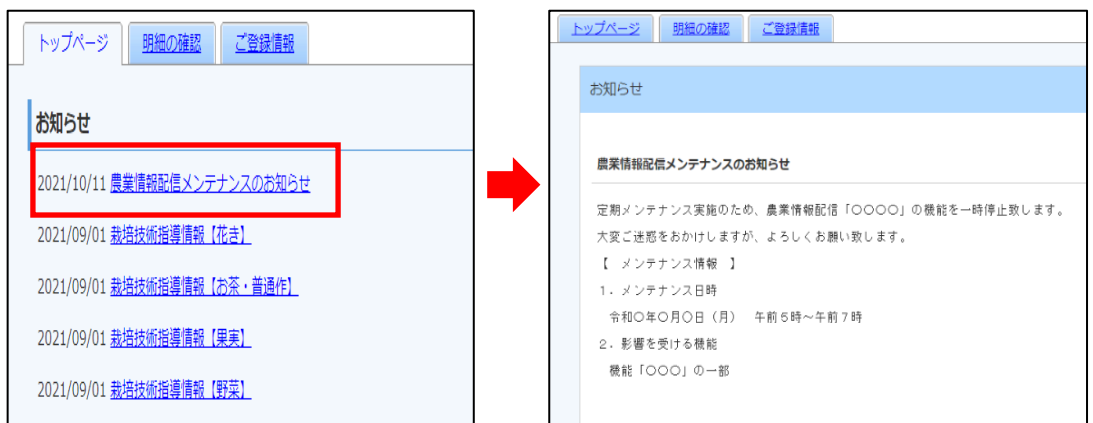 トップページ 明細の確認 ご登録情報
お知らせ
2021/10/11 農業情報配信メンテナンスのお知らせ
2021/09/01 栽培技術指導情報【花き】
2021/09/01 栽培技術指導情報【お茶・普通作】
2021/09/01 栽培技術指導情報【果実】
2021/09/01 栽培技術指導情報【野菜】
トップページ 明細の確認 ご登録情報
お知らせ
農業情報配信メンテナンスのお知らせ
定期メンテナンス実施のため、農業情報配信「〇〇〇〇」の機能を一時停止致します。
大変ご迷惑をおかけしますが、よろしくお願い致します。
【 メンテナンス情報 】
1．メンテナンス日時
令和〇年〇月〇日（月） 午前５時～午前７時
2．影響を受ける機能
機能「〇〇〇」の一部